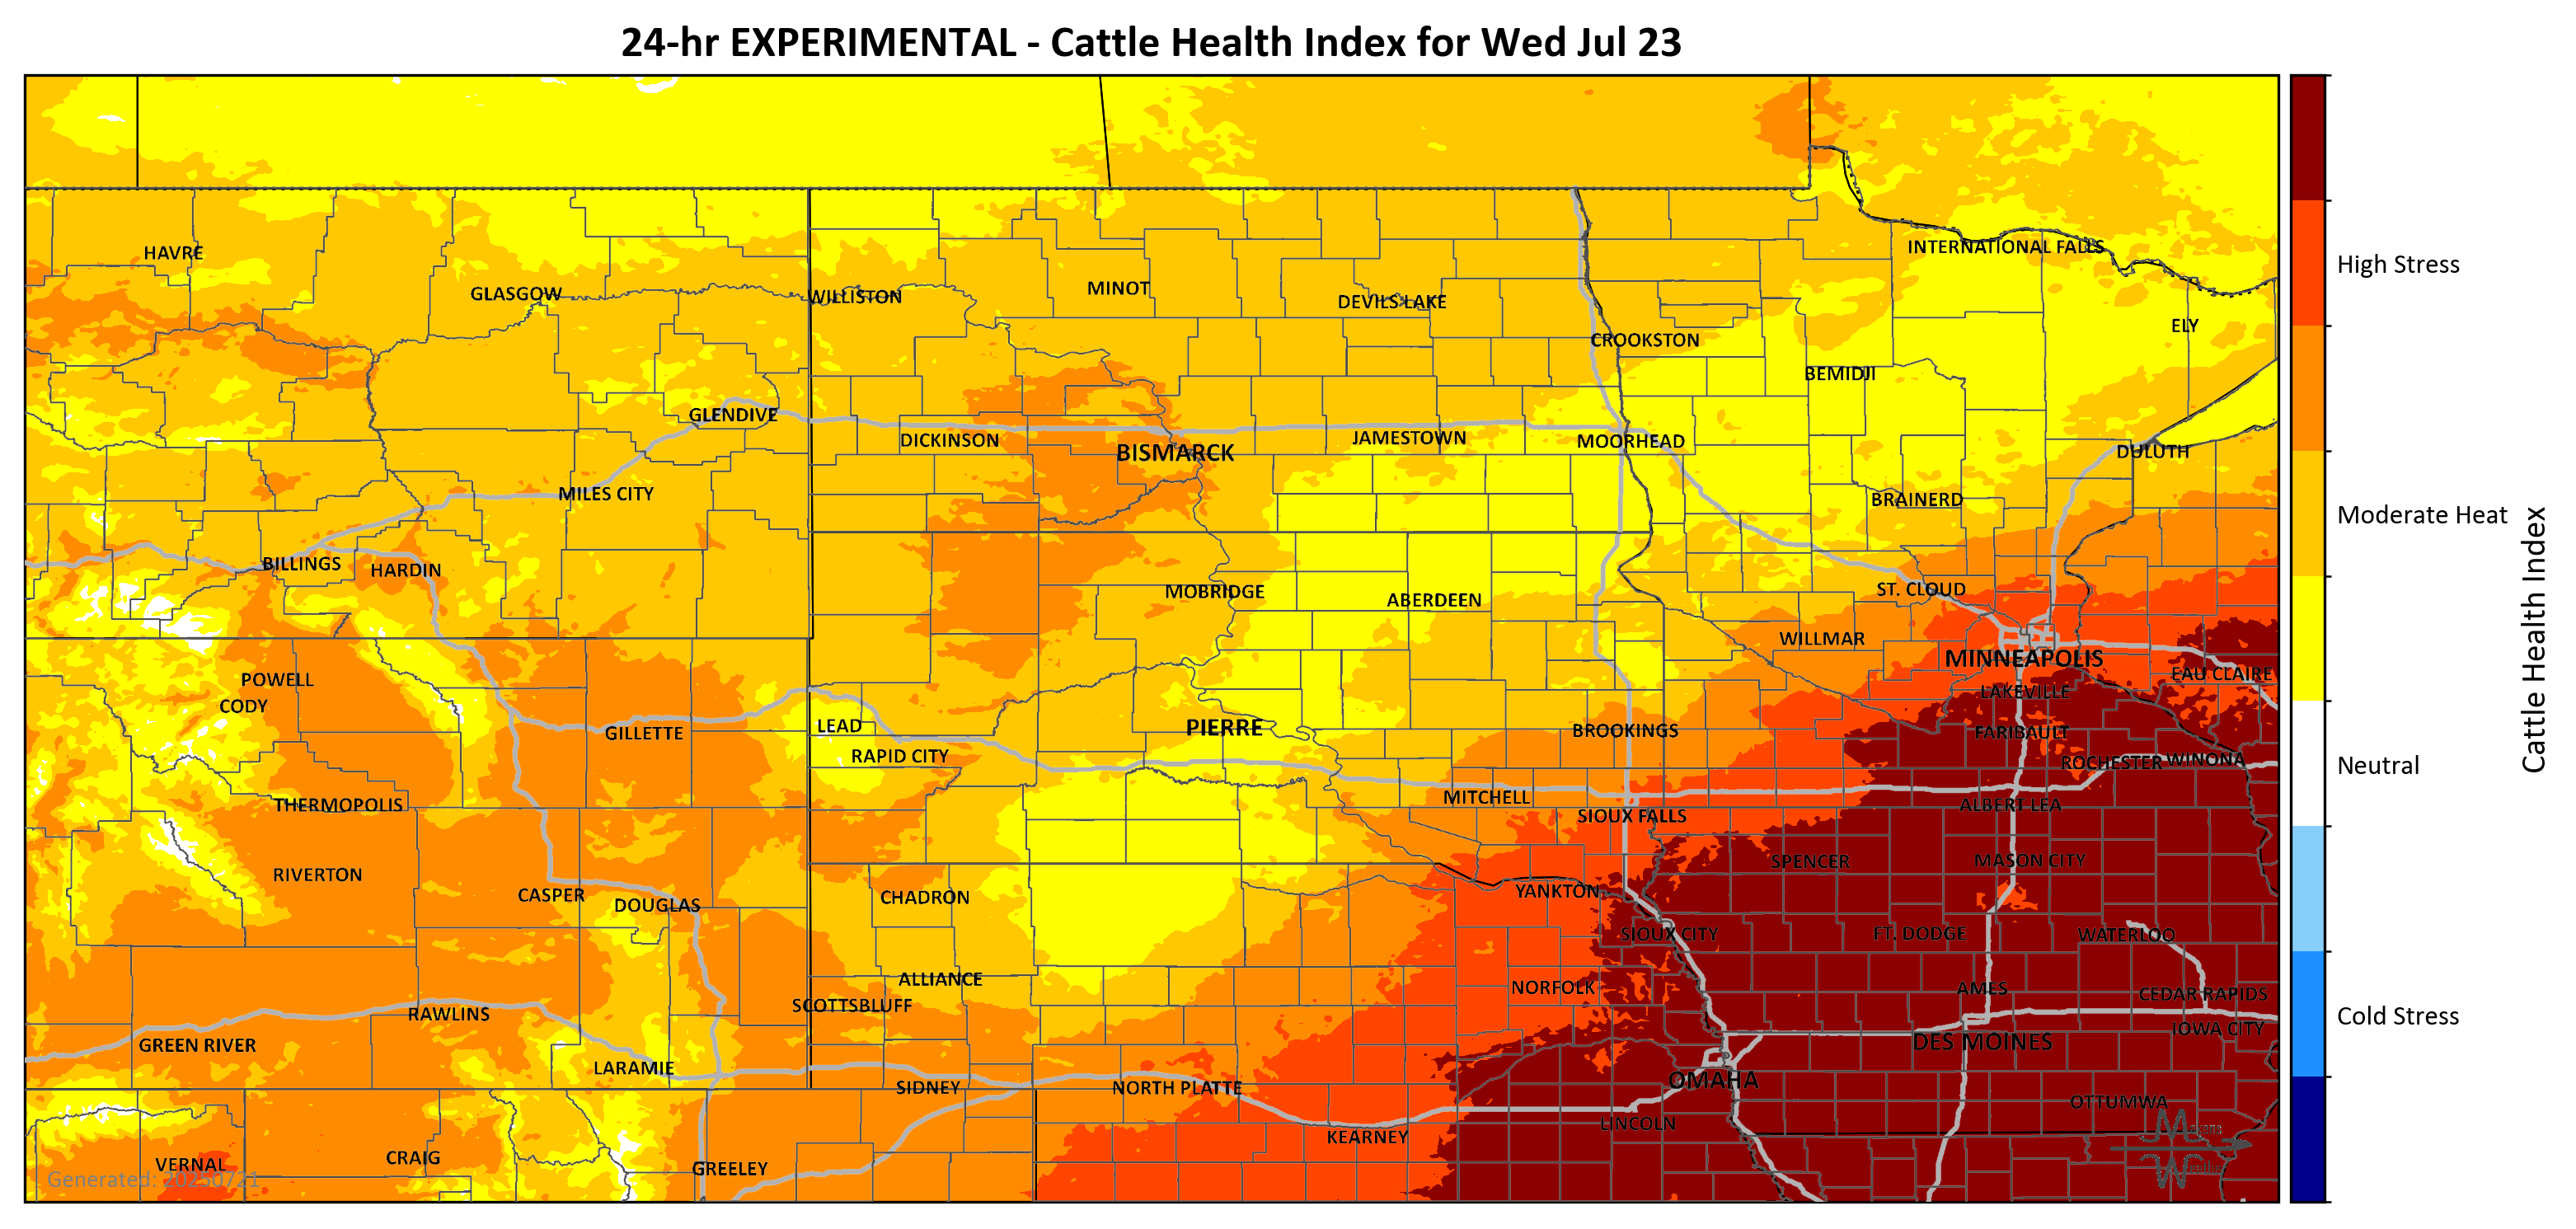 24-hr EXPERIMENTAL - Cattle Health Index for Wed Jul 23
HAVRE
INTERNATIONAL FALLS
High Stress
GLASGOW
WILLISTON
MINOT
DEVILS LAKE
ELY
CROOKSTON
BEMIDJI
GLENDIVE
DICKINSON
BISMARCK
JAMESTOWN
MOORHEAD
DULUTH
MILES CITY
BRAINERD
Moderate Heat
BILLINGS
HARDIN
MOBRIDGE
ABERDEEN
ST. CLOUD
Cattle Health Index
WILLMAR
MINNEAPOLIS
POWELL
EAU CLAIRE
CODY
LAKEVILLE
GILLETTE
LEAD
PIERRE
BROOKINGS
FARIBAULT
RAPID CITY
ROCHESTER
WINONA
Neutral
THERMOPOLIS
MITCHELL
SIOUX FALLS
ALBERT LEA
SPENCER
MASON CITY
RIVERTON
CASPER
DOUGLAS
CHADRON
YANKTON
SIOUX CITY
FT. DODGE
WATERLOO
ALLIANCE
NORFOLK
AMES
CEDAR RAPIDS
SCOTTSBLUFF
RAWLINS
Cold Stress
IOWA CITY
GREEN RIVER
DES MOINES
LARAMIE
SIDNEY
NORTH PLATTE
OMAHA
OTTUMWA
LINCOLN
KEARNEY
VERNAL
CRAIG
GREELEY
Generated: 20250721